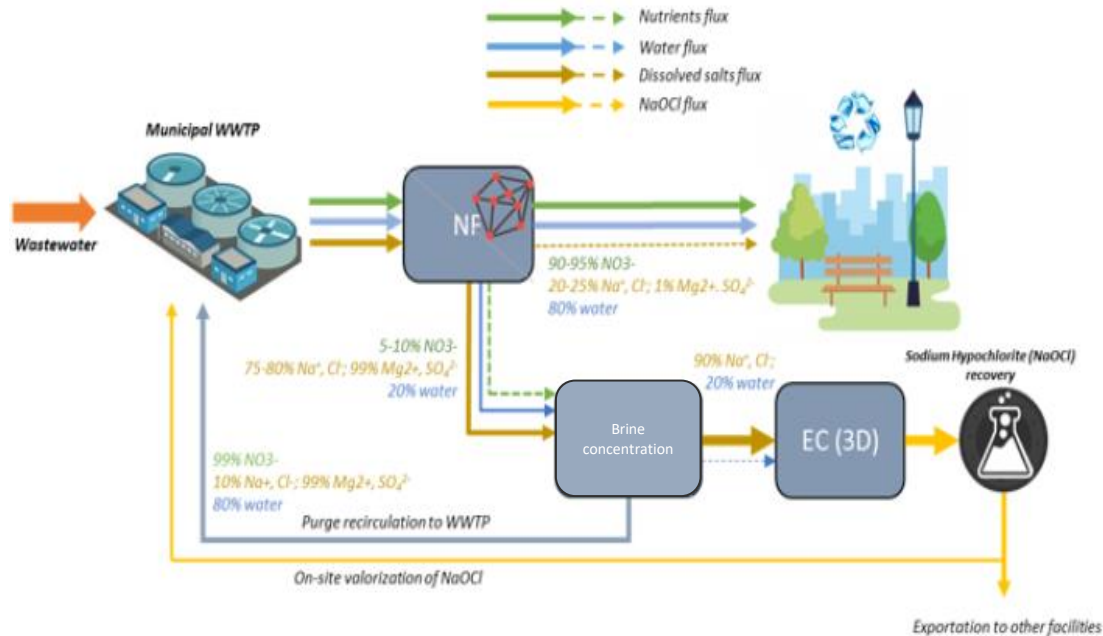 Nutrients flux
Water flux
Dissolved salts flux
NaOCl flux
Municipal WWTP
Wastewater
NF
90-95% NO3-
20-25% Na⁺, Cl⁻; 1% Mg2+. SO₄²⁻
80% water
5-10% NO3-
75-80% Na⁺, Cl⁻; 99% Mg2+, SO₄²⁻
20% water
90% Na⁺, Cl⁻;
20% water
Sodium Hypochlorite (NaOCl)
recovery
Brine
concentration
EC (3D)
99% NO3-
10% Na+, Cl-; 99% Mg2+, SO₄²⁻
80% water
Purge recirculation to WWTP
On-site valorization of NaOCl
Exportation to other facilities